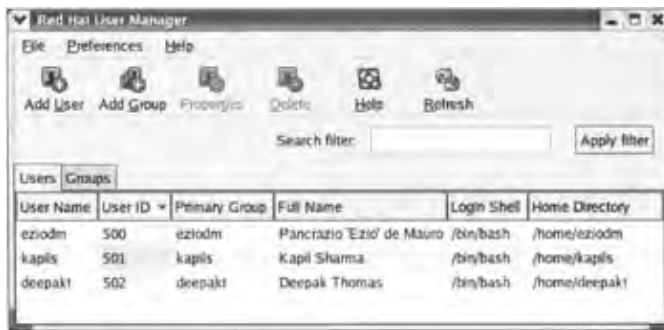 Red Hat User Manager
File Preferences Help
Add User Add Group Properties Delete Help Refresh
Search filter: Apply filter
Users Groups
User Name User ID Primary Group Full Name Login Shell Home Directory
eziodm 500 eziodm Pancrazio 'Ezio' de Mauro /bin/bash /home/eziodm
kapils 501 kapils Kapil Sharma /bin/bash /home/kapils
deepakt 502 deepakt Deepak Thomas /bin/bash /home/deepakt